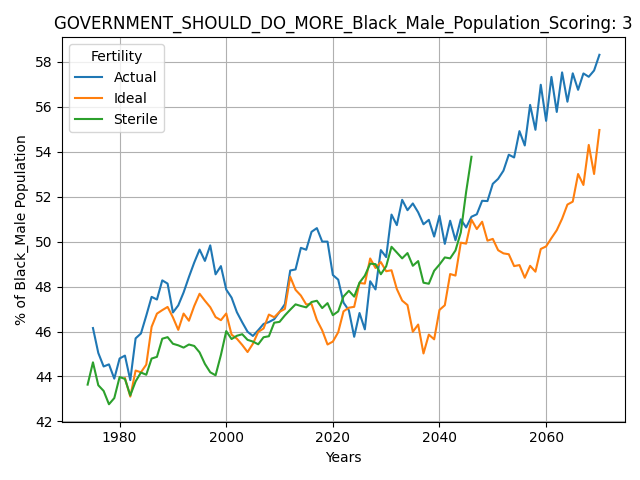 GOVERNMENT_SHOULD_DO_MORE_Black_Male_Population_Scoring: 3
Fertility
Actual
Ideal
Sterile
% of Black_Male Population
58
56
54
52
50
48
46
44
42
1980
2000
2020
2040
2060
Years